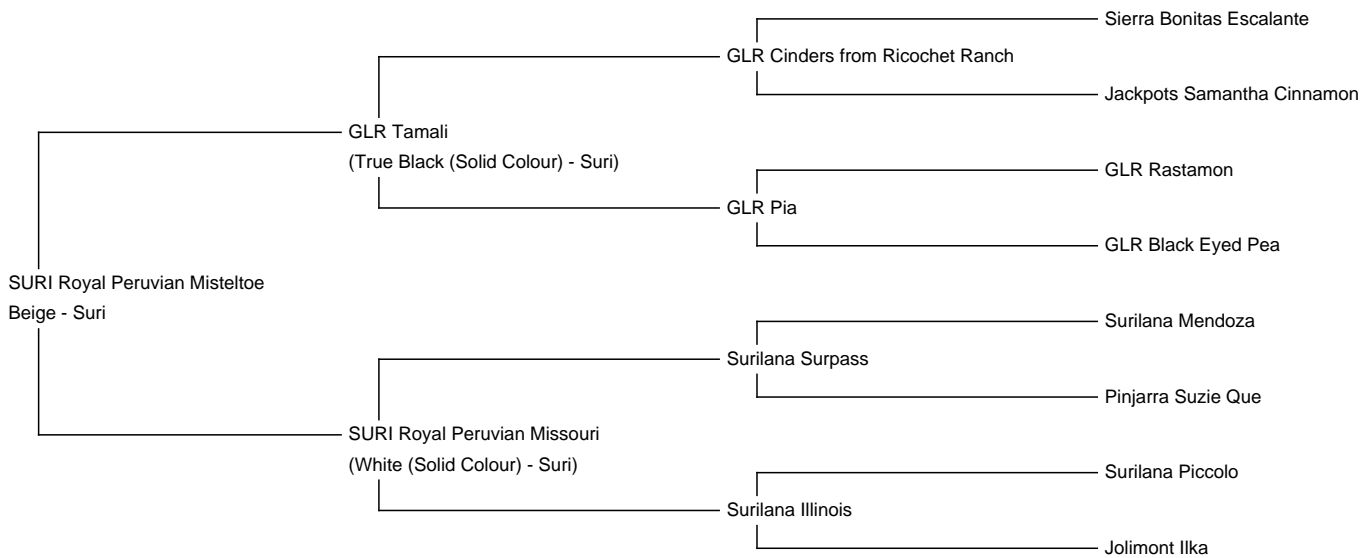 Sierra Bonitas Escalante
GLR Cinders from Ricochet Ranch
Jackpots Samantha Cinnamon
GLR Tamali
(True Black (Solid Colour) - Suri)
GLR Rastamon
GLR Pia
GLR Black Eyed Pea
SURI Royal Peruvian Misteltoe
Beige - Suri
Surilana Mendoza
Surilana Surpass
Pinjarra Suzie Que
SURI Royal Peruvian Missouri
(White (Solid Colour) - Suri)
Surilana Piccolo
Surilana Illinois
Jolimont Ilka